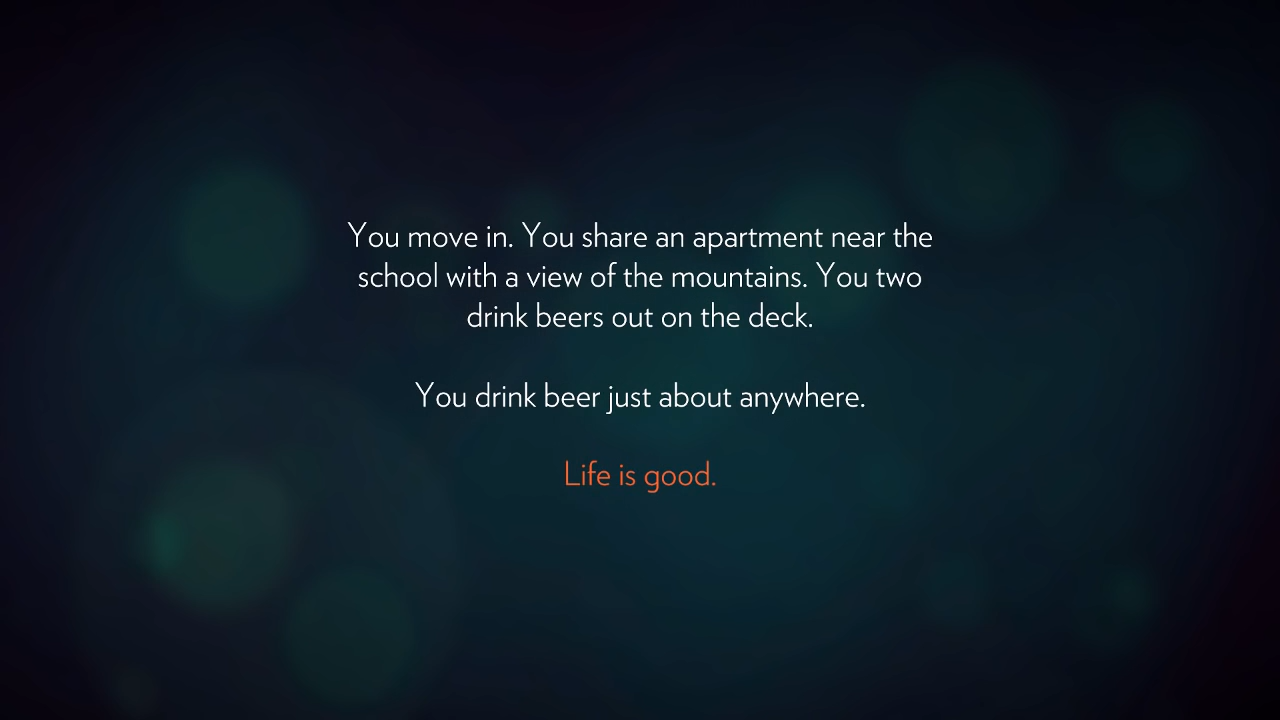 You move in. You share an apartment near the
school with a view of the mountains. You two
drink beers out on the deck.
You drink beer just about anywhere.
Life is good.